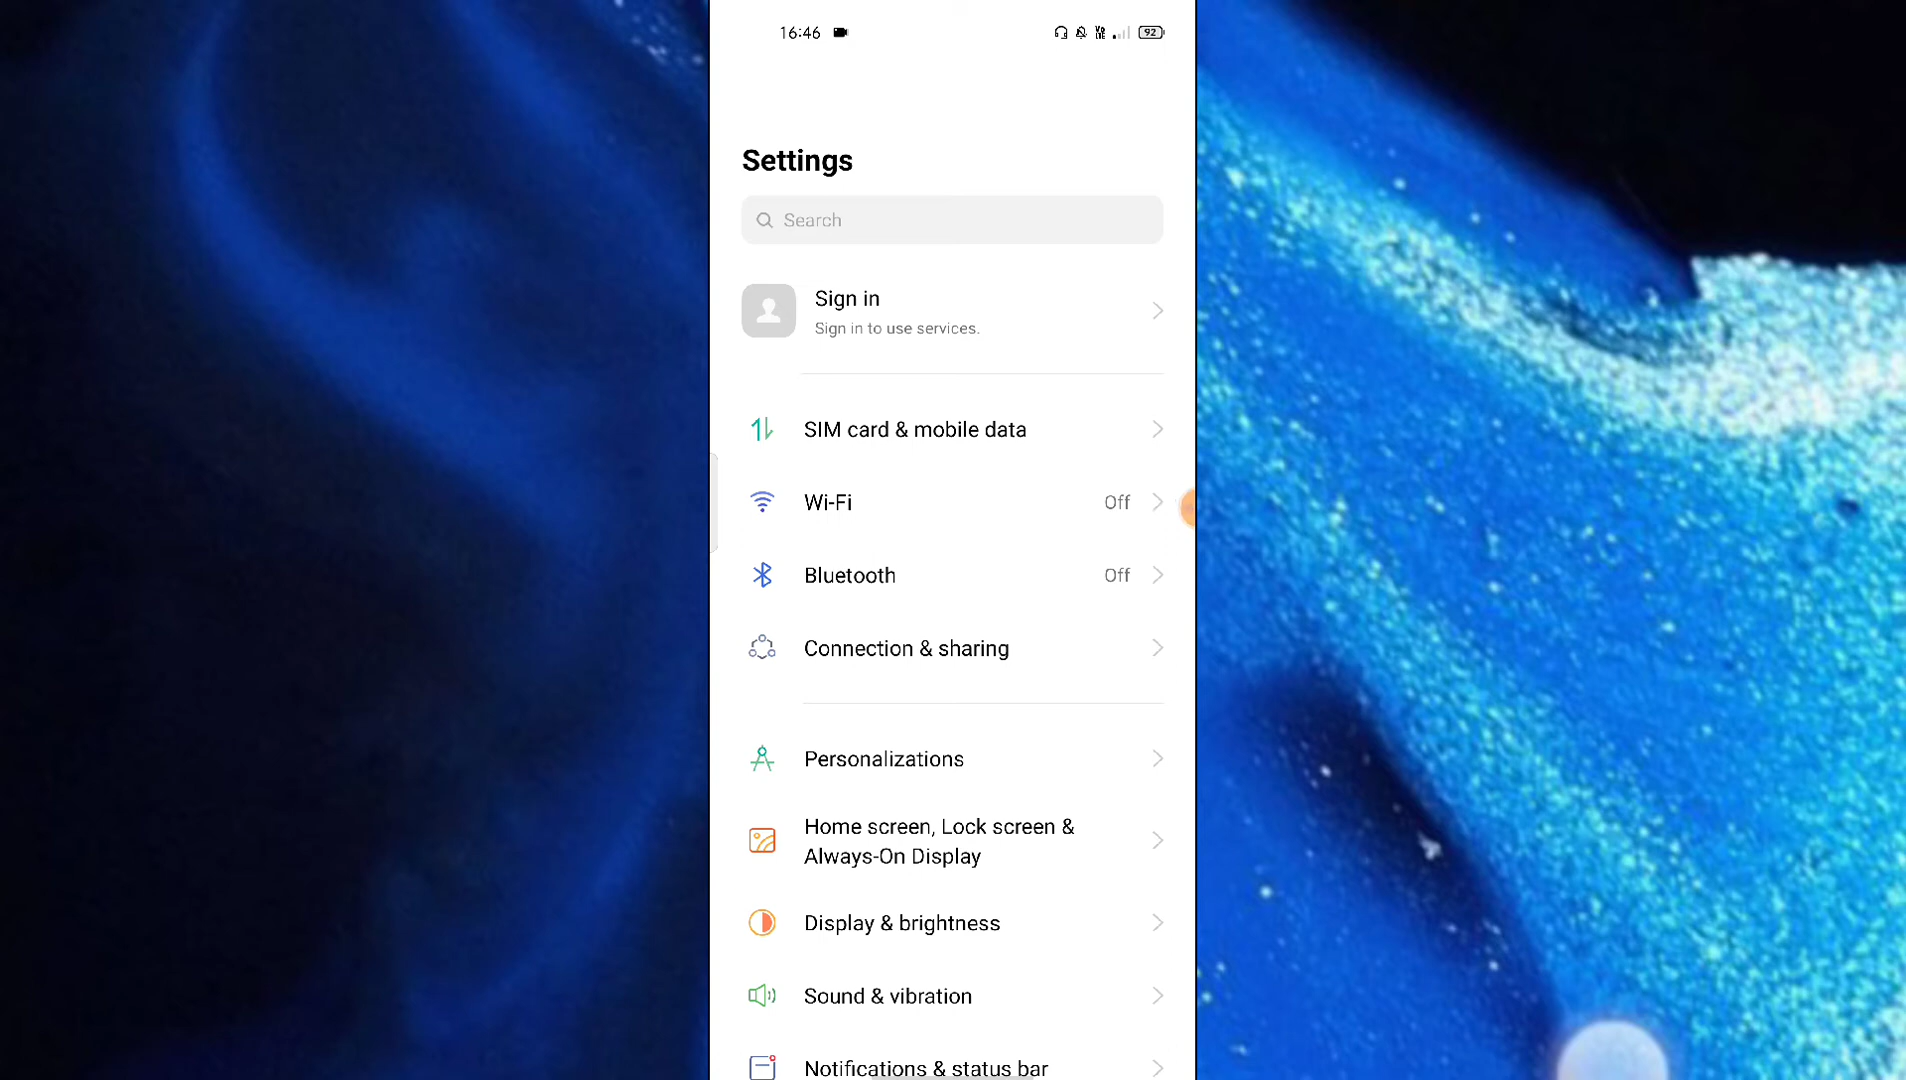 16:46
92
Settings
Search
Sign in
Sign in to use services.
SIM card & mobile data
Wi-Fi Off
Bluetooth Off
Connection & sharing
Personalizations
Home screen, Lock screen &
Always-On Display
Display & brightness
Sound & vibration
Notifications & status bar